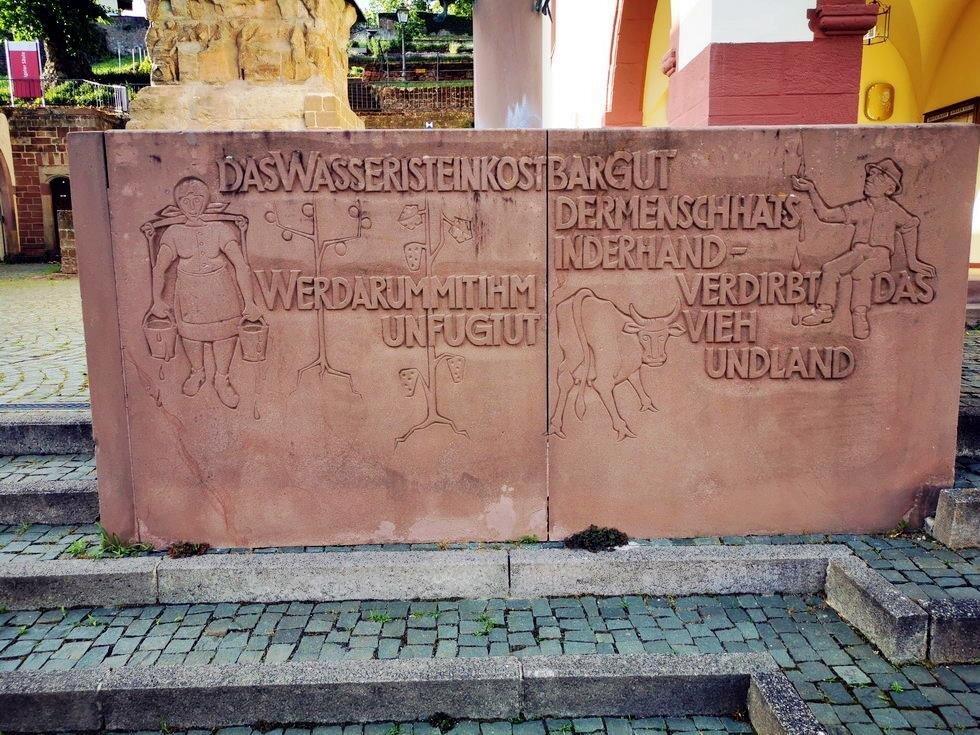 DASWASSERISTEINKOSTBARGUT
DERMENSCHHATS
INDERHAND-
WERDARUMMITIHM
UNFUGTUT
VERDIRBT DAS
VIEH
UNDLAND